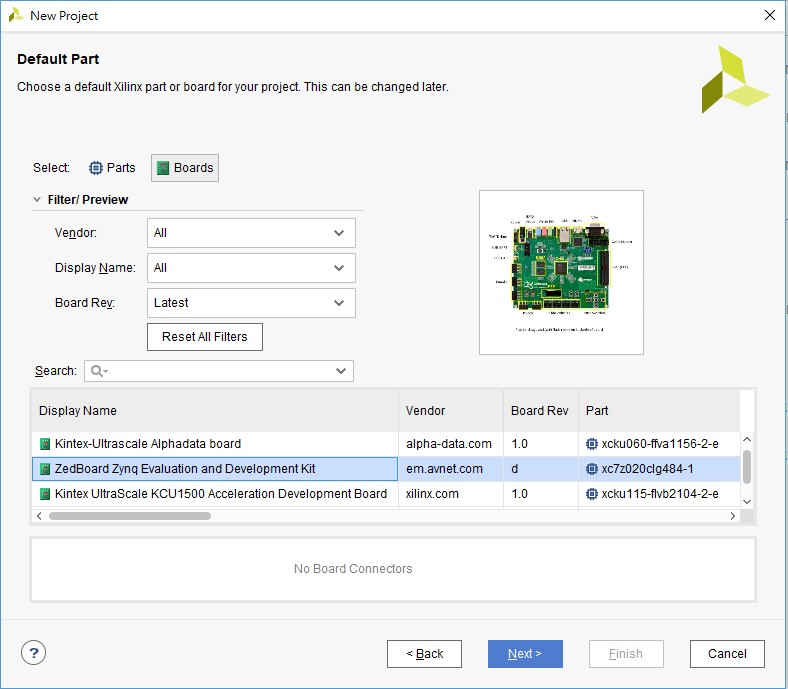 New Project
Default Part
Choose a default Xilinx part or board for your project. This can be changed later.
Select: Parts Boards
Filter/ Preview
Vendor: All
Display Name: All
Board Rev: Latest
Reset All Filters
Search:
Display Name Vendor Board Rev Part
Kintex-Ultrascale Alphadata board alpha-data.com 1.0 xcku060-ffva1156-2-e
ZedBoard Zynq Evaluation and Development Kit em.avnet.com d xc7z020clg484-1
Kintex UltraScale KCU1500 Acceleration Development Board xilinx.com 1.0 xcku115-flvb2104-2-e
No Board Connectors
?
< Back Next > Finish Cancel